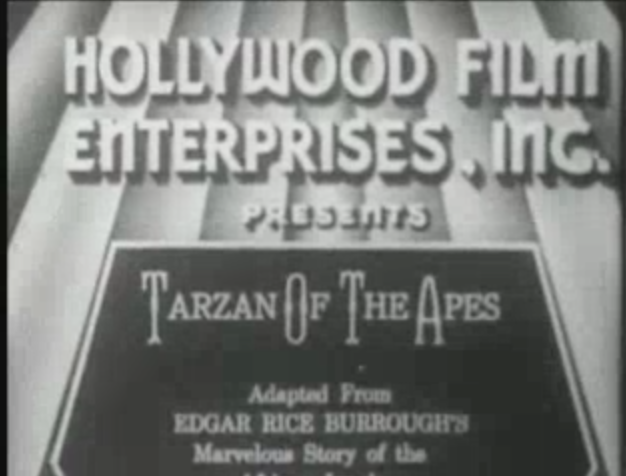 HOLLYWOOD FILM
ENTERPRISES, INC.
PRESENTS
TARZAN OF THE APES
Adapted From
EDGAR RICE BURROUGH'S
Marvelous Story of the